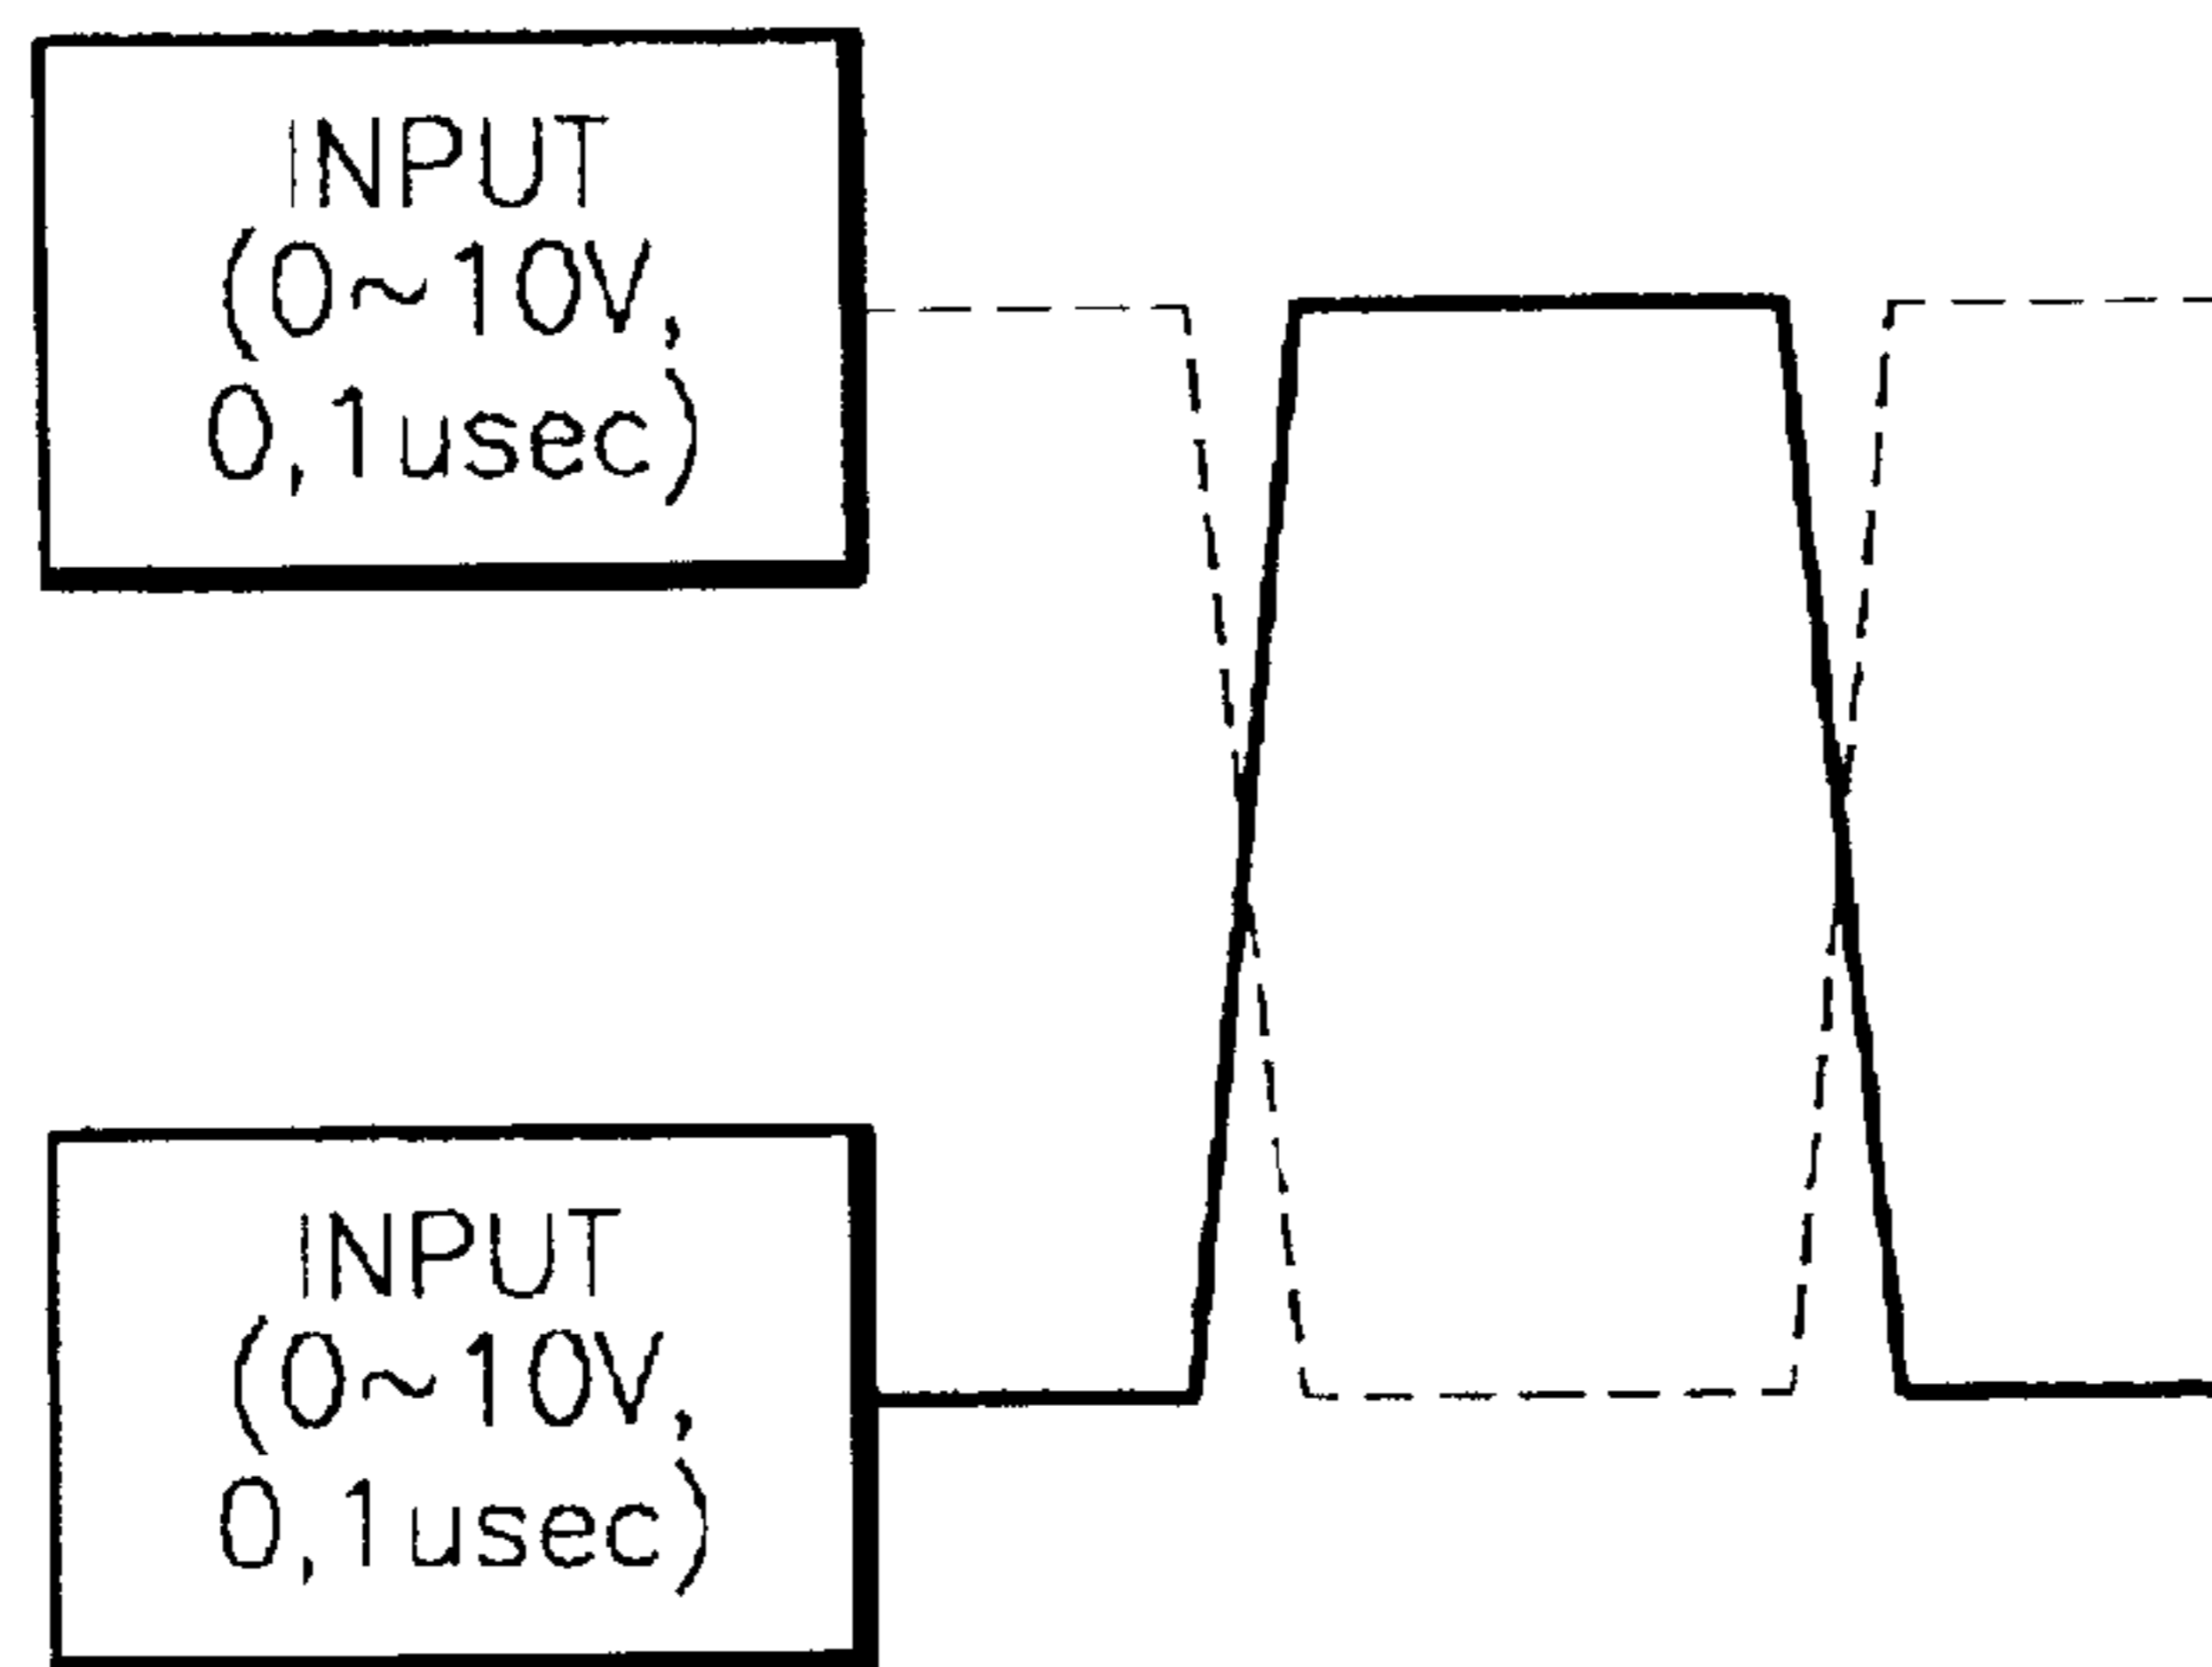 INPUT
(0~10V,
0,1usec)
INPUT
(0~10V,
0,1usec)